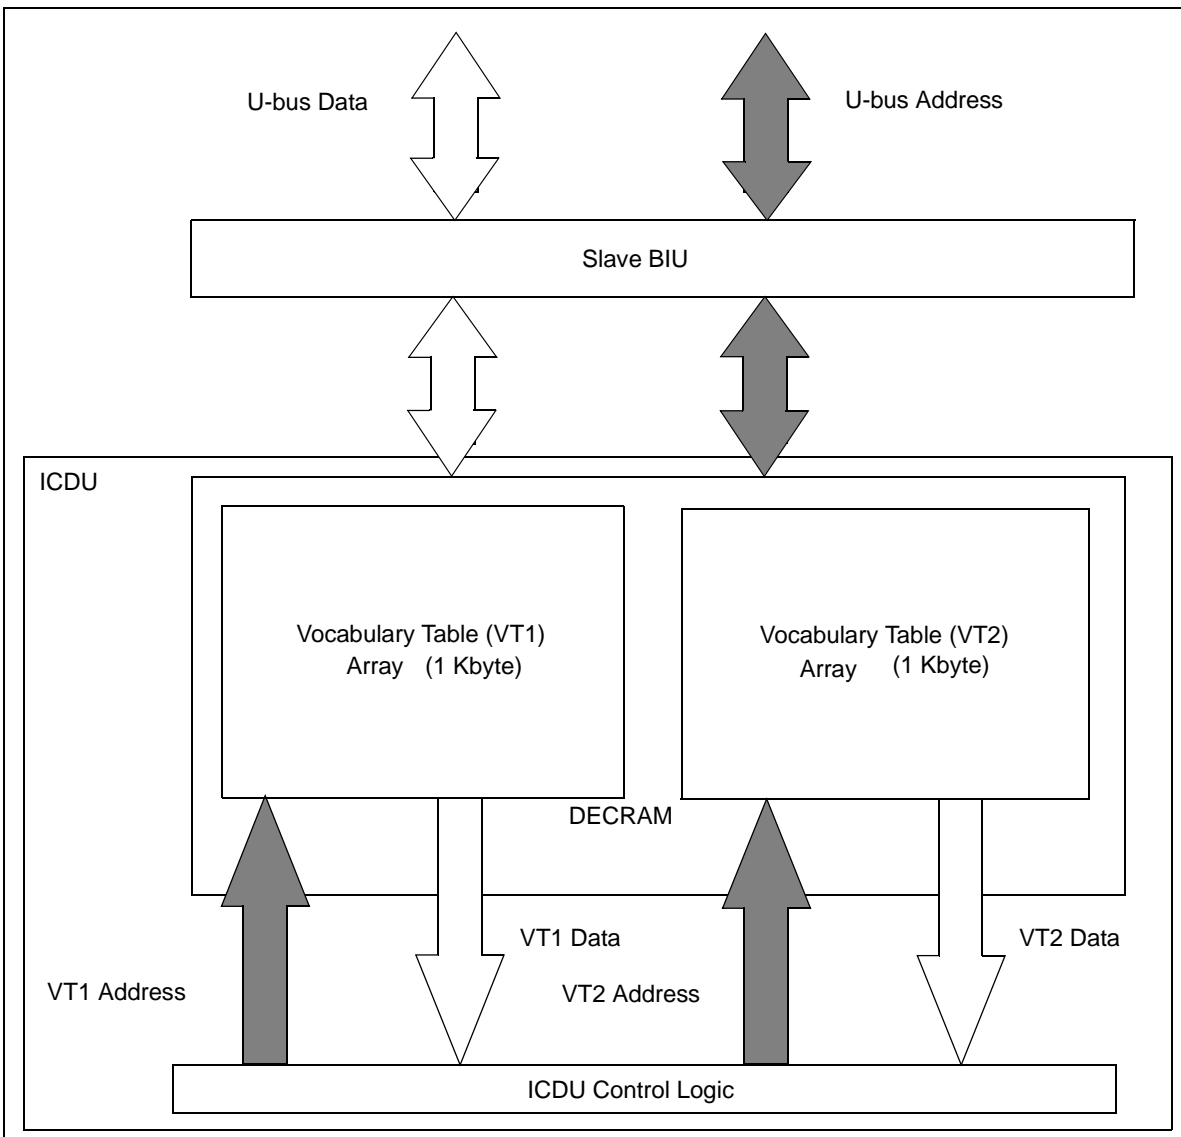 U-bus Data
U-bus Address
Slave BIU
ICDU
Vocabulary Table (VT1)
Array (1 Kbyte)
Vocabulary Table (VT2)
Array (1 Kbyte)
DECRAM
VT1 Data
VT2 Data
VT1 Address
VT2 Address
ICDU Control Logic